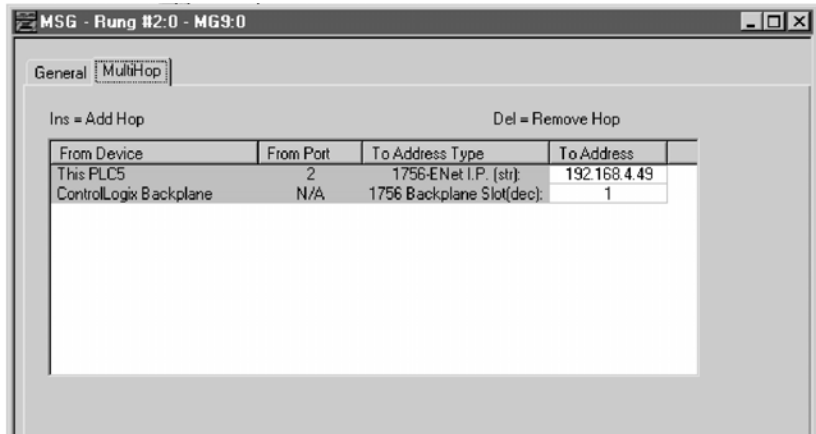 MSG - Rung #2:0 - MG9:0
General MultiHop
Ins = Add Hop Del = Remove Hop
From Device From Port To Address Type To Address
This PLC5 2 1756-ENet I.P. (str): 192.168.4.49
ControlLogix Backplane N/A 1756 Backplane Slot(dec): 1